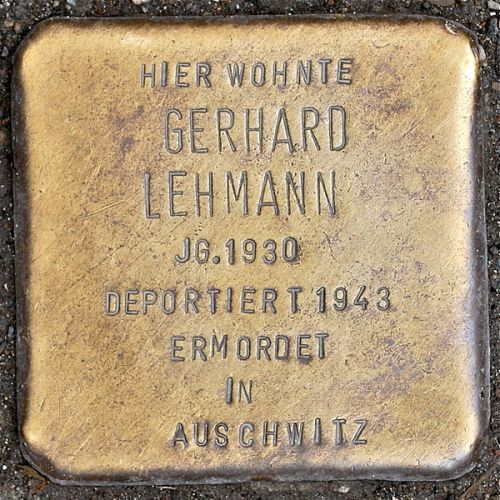 HIER WOHNTE
GERHARD
LEHMANN
JG. 1930
DEPORTIERT 1943
ERMORDET
IN
AUSCHWITZ